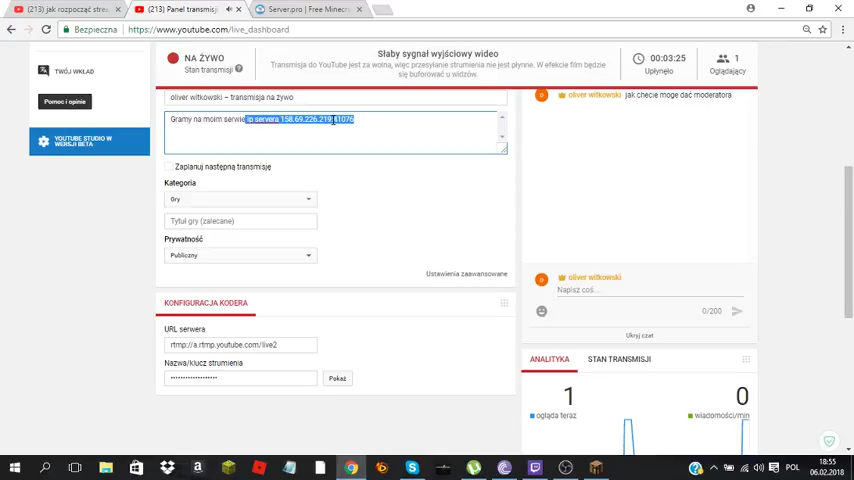 (213) jak rozpocząć stre
(213) Panel transmisj
Server.pro | Free Minecr
Bezpieczna
https://www.youtube.com/live_dashboard
TWÓJ WKŁAD
Pomoc i opinie
YOUTUBE STUDIO W
WERSJI BETA
NA ŻYWO
Stan transmisji
Słaby sygnał wyjściowy wideo
Transmisja do YouTube jest za wolna, więc przesyłanie strumienia nie jest płynne. W efekcie film będzie
się buforować u widzów.
00:03:25
Upłynęło
1
Oglądający
oliver witkowski – transmisja na żywo
Gramy na moim serwie ip servera 158.69.226.219:41076
Zaplanuj następną transmisję
Kategoria
Gry
Tytuł gry (zalecane)
Prywatność
Publiczny
Ustawienia zaawansowane
KONFIGURACJA KODERA
URL serwera
rtmp://a.rtmp.youtube.com/live2
Nazwa/klucz strumienia
Pokaż
oliver witkowski jak checie moge dać moderatora
oliver witkowski
Napisz coś...
0/200
Ukryj czat
ANALITYKA
STAN TRANSMISJI
1
ogląda teraz
0
wiadomości/min
POL
18:55
06.02.2018